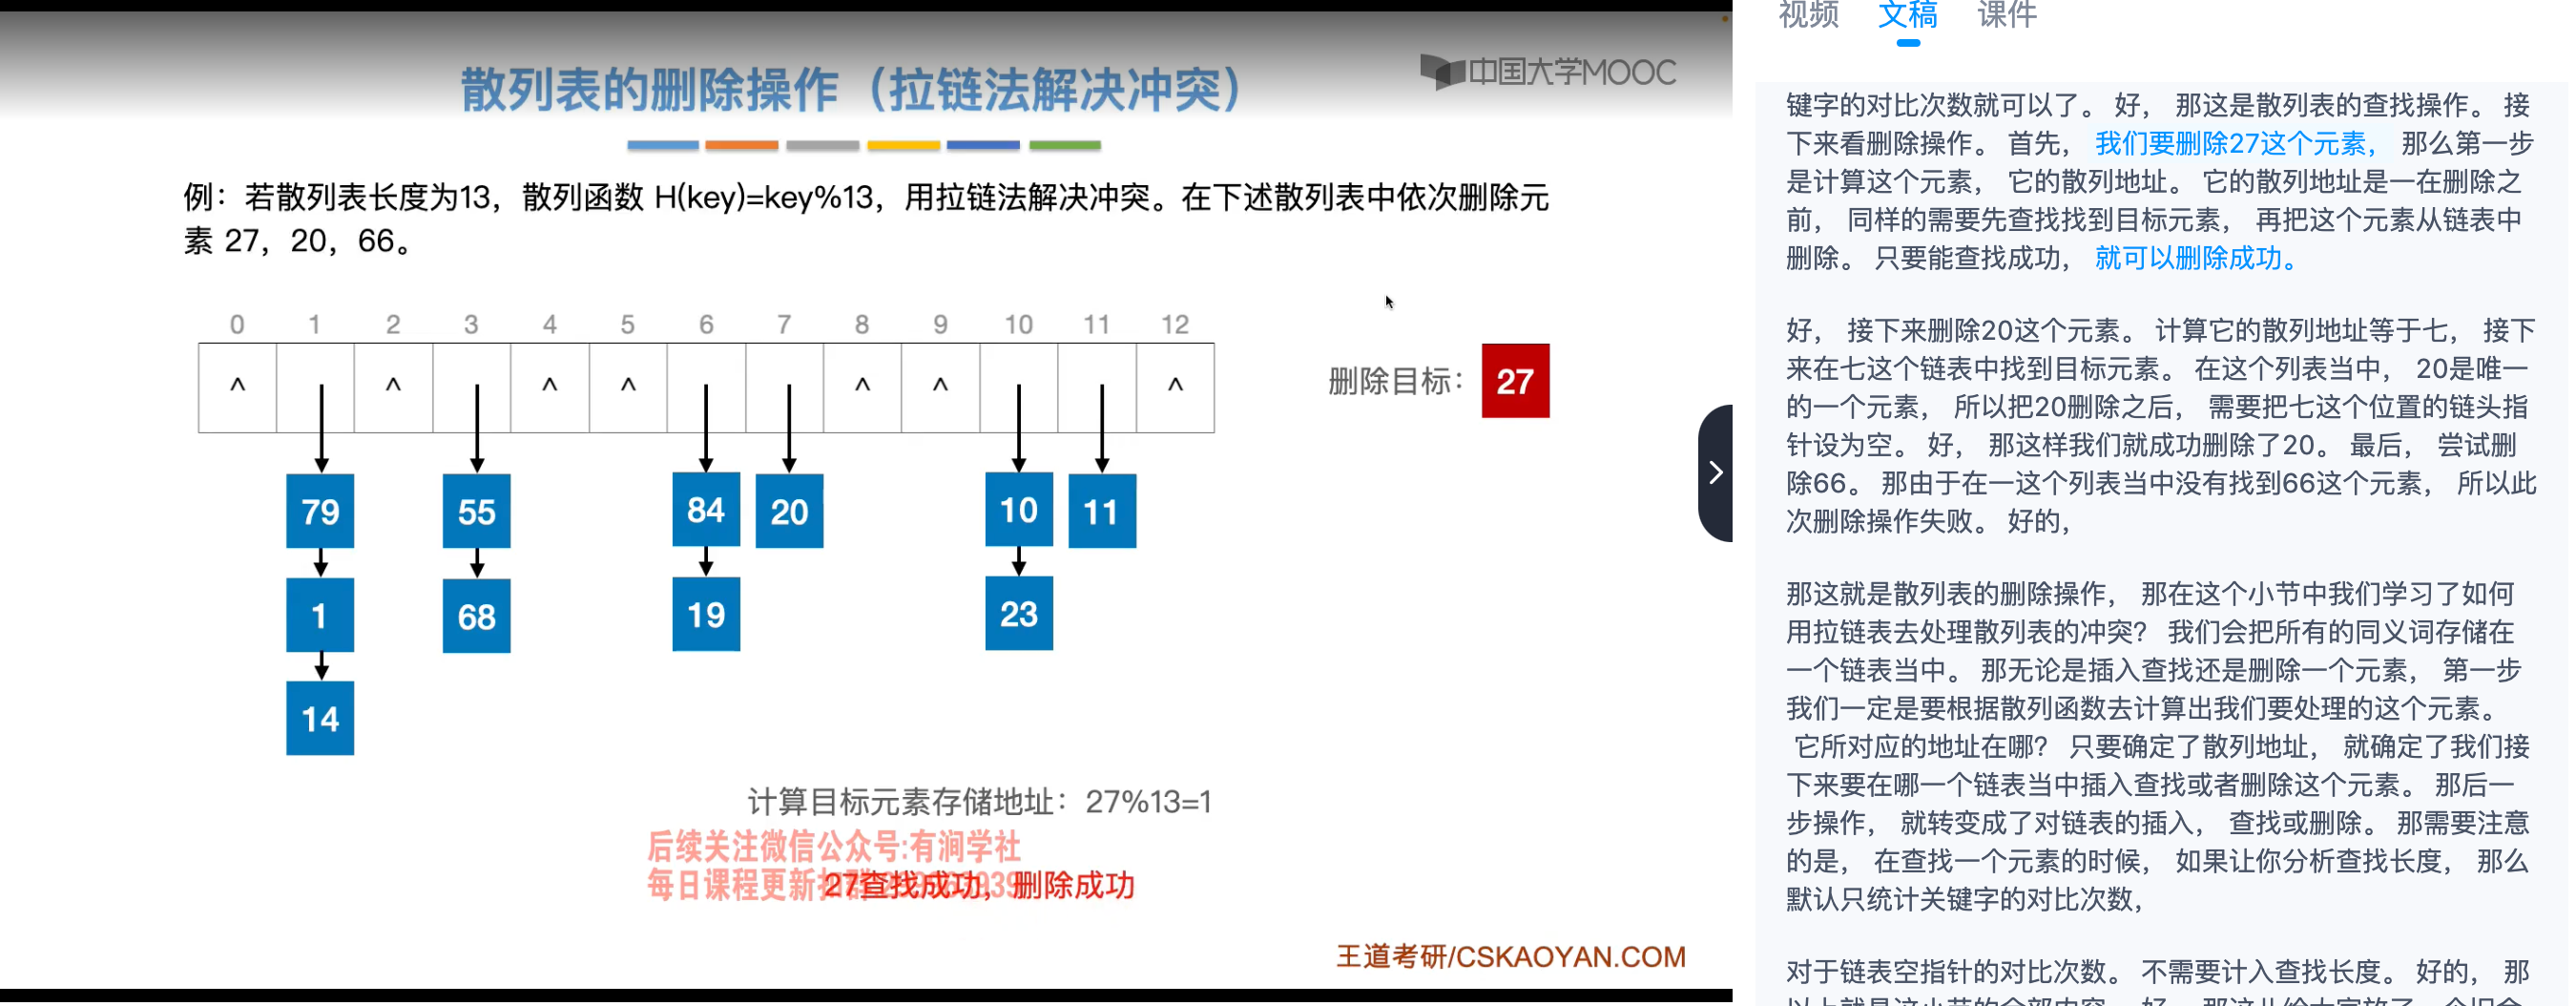 散列表的删除操作（拉链法解决冲突）
中国大学MOOC
例：若散列表长度为13，散列函数 H(key)=key%13，用拉链法解决冲突。在下述散列表中依次删除元
素 27，20，66。
0 1 2 3 4 5 6 7 8 9 10 11 12
^ ^ ^ ^ ^ ^ ^
删除目标： 27
79 55 84 20 10 11
1 68 19 23
14
计算目标元素存储地址：27%13=1
后续关注微信公众号:有涧学社
每日课程更新
27查找成功，删除成功
王道考研/CSKAOYAN.COM
视频 文稿 课件
键字的对比次数就可以了。 好， 那这是散列表的查找操作。 接
下来看删除操作。 首先， 我们要删除27这个元素， 那么第一步
是计算这个元素， 它的散列地址。 它的散列地址是一在删除之
前， 同样的需要先查找找到目标元素， 再把这个元素从链表中
删除。 只要能查找成功， 就可以删除成功。
好， 接下来删除20这个元素。 计算它的散列地址等于七， 接下
来在七这个链表中找到目标元素。 在这个列表当中， 20是唯一
的一个元素， 所以把20删除之后， 需要把七这个位置的链头指
针设为空。 好， 那这样我们就成功删除了20。 最后， 尝试删
除66。 那由于在一这个列表当中没有找到66这个元素， 所以此
次删除操作失败。 好的，
那这就是散列表的删除操作， 那在这个小节中我们学习了如何
用拉链表去处理散列表的冲突？ 我们会把所有的同义词存储在
一个链表当中。 那无论是插入查找还是删除一个元素， 第一步
我们一定是要根据散列函数去计算出我们要处理的这个元素。
它所对应的地址在哪？ 只要确定了散列地址， 就确定了我们接
下来要在哪一个链表当中插入查找或者删除这个元素。 那后一
步操作， 就转变成了对链表的插入， 查找或删除。 那需要注意
的是， 在查找一个元素的时候， 如果让你分析查找长度， 那么
默认只统计关键字的对比次数，
对于链表空指针的对比次数。 不需要计入查找长度。 好的， 那